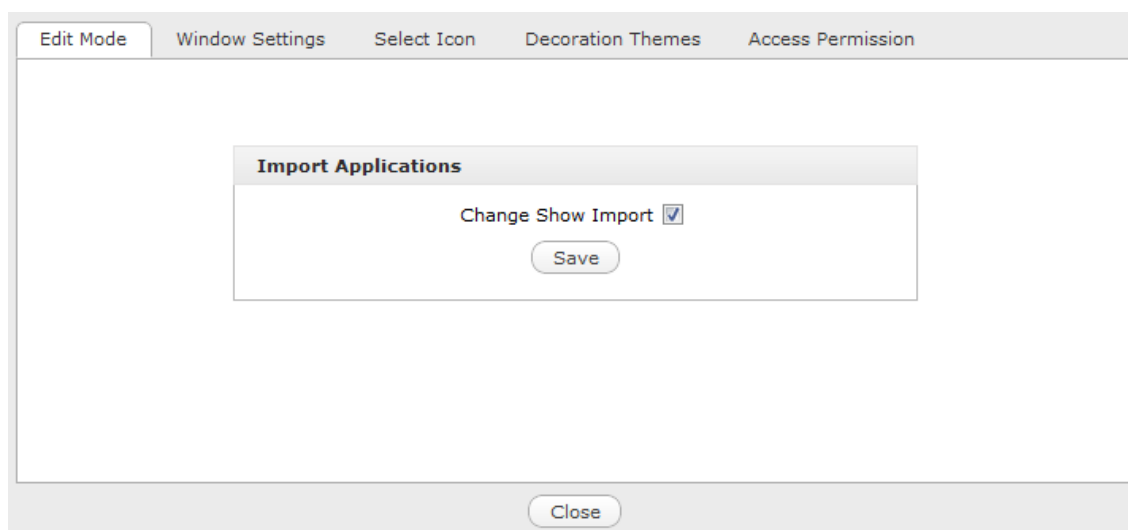 Edit Mode Window Settings Select Icon Decoration Themes Access Permission
Import Applications
Change Show Import
Save
Close